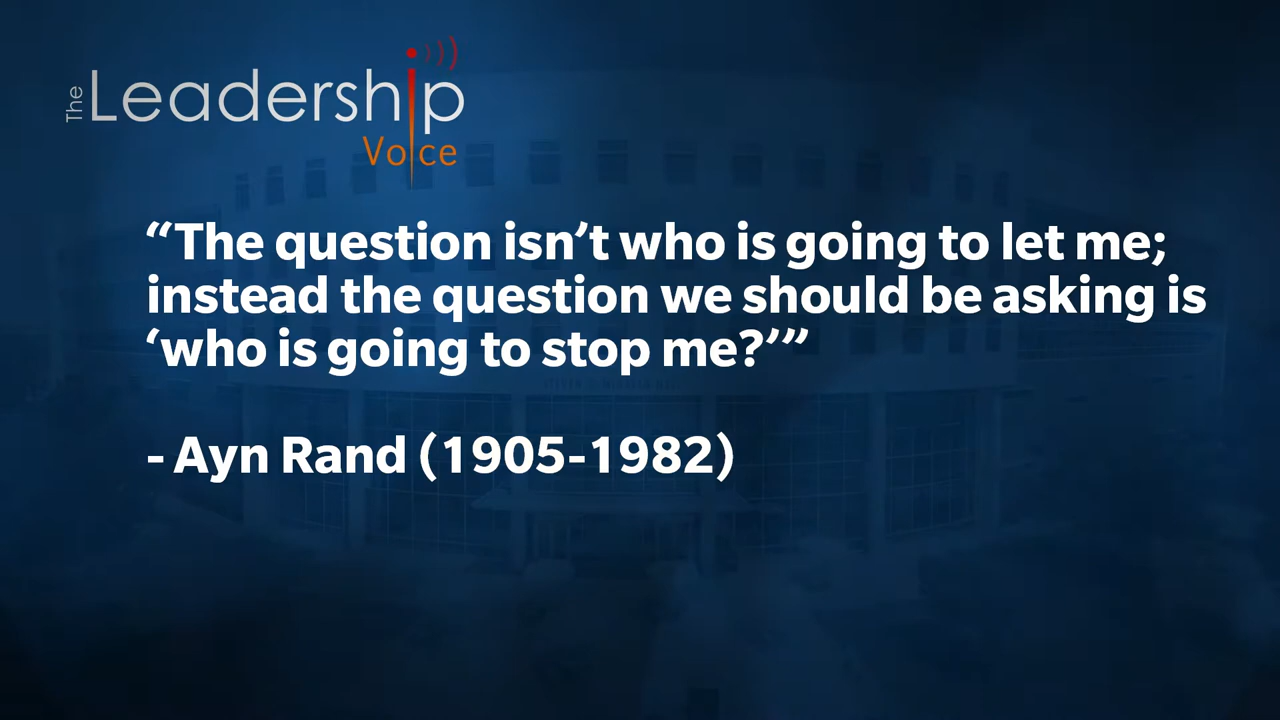 The Leadership
Voice
“The question isn’t who is going to let me;
instead the question we should be asking is
‘who is going to stop me?’”
- Ayn Rand (1905-1982)